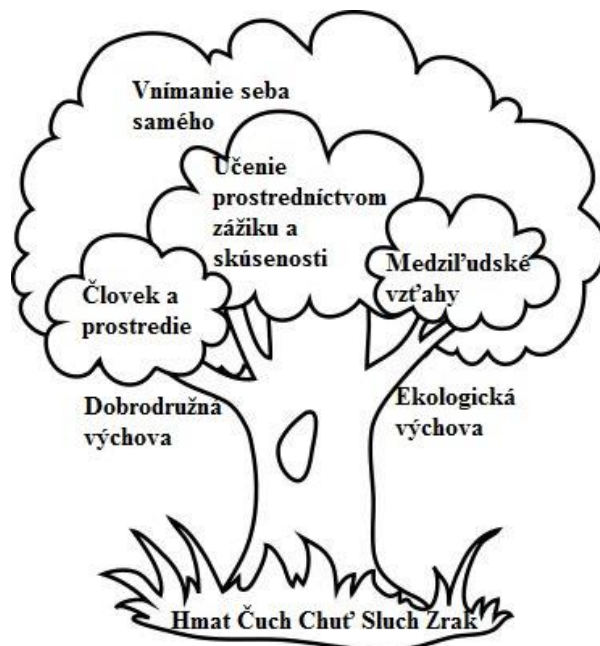 Vnímanie seba
samého
Učenie
prostredníctvom
zážiku a
skúsenosti
Medziľudské
vzťahy
Človek a
prostredie
Dobrodružná
výchova
Ekologická
výchova
Hmat Čuch Chuť Sluch Zrak